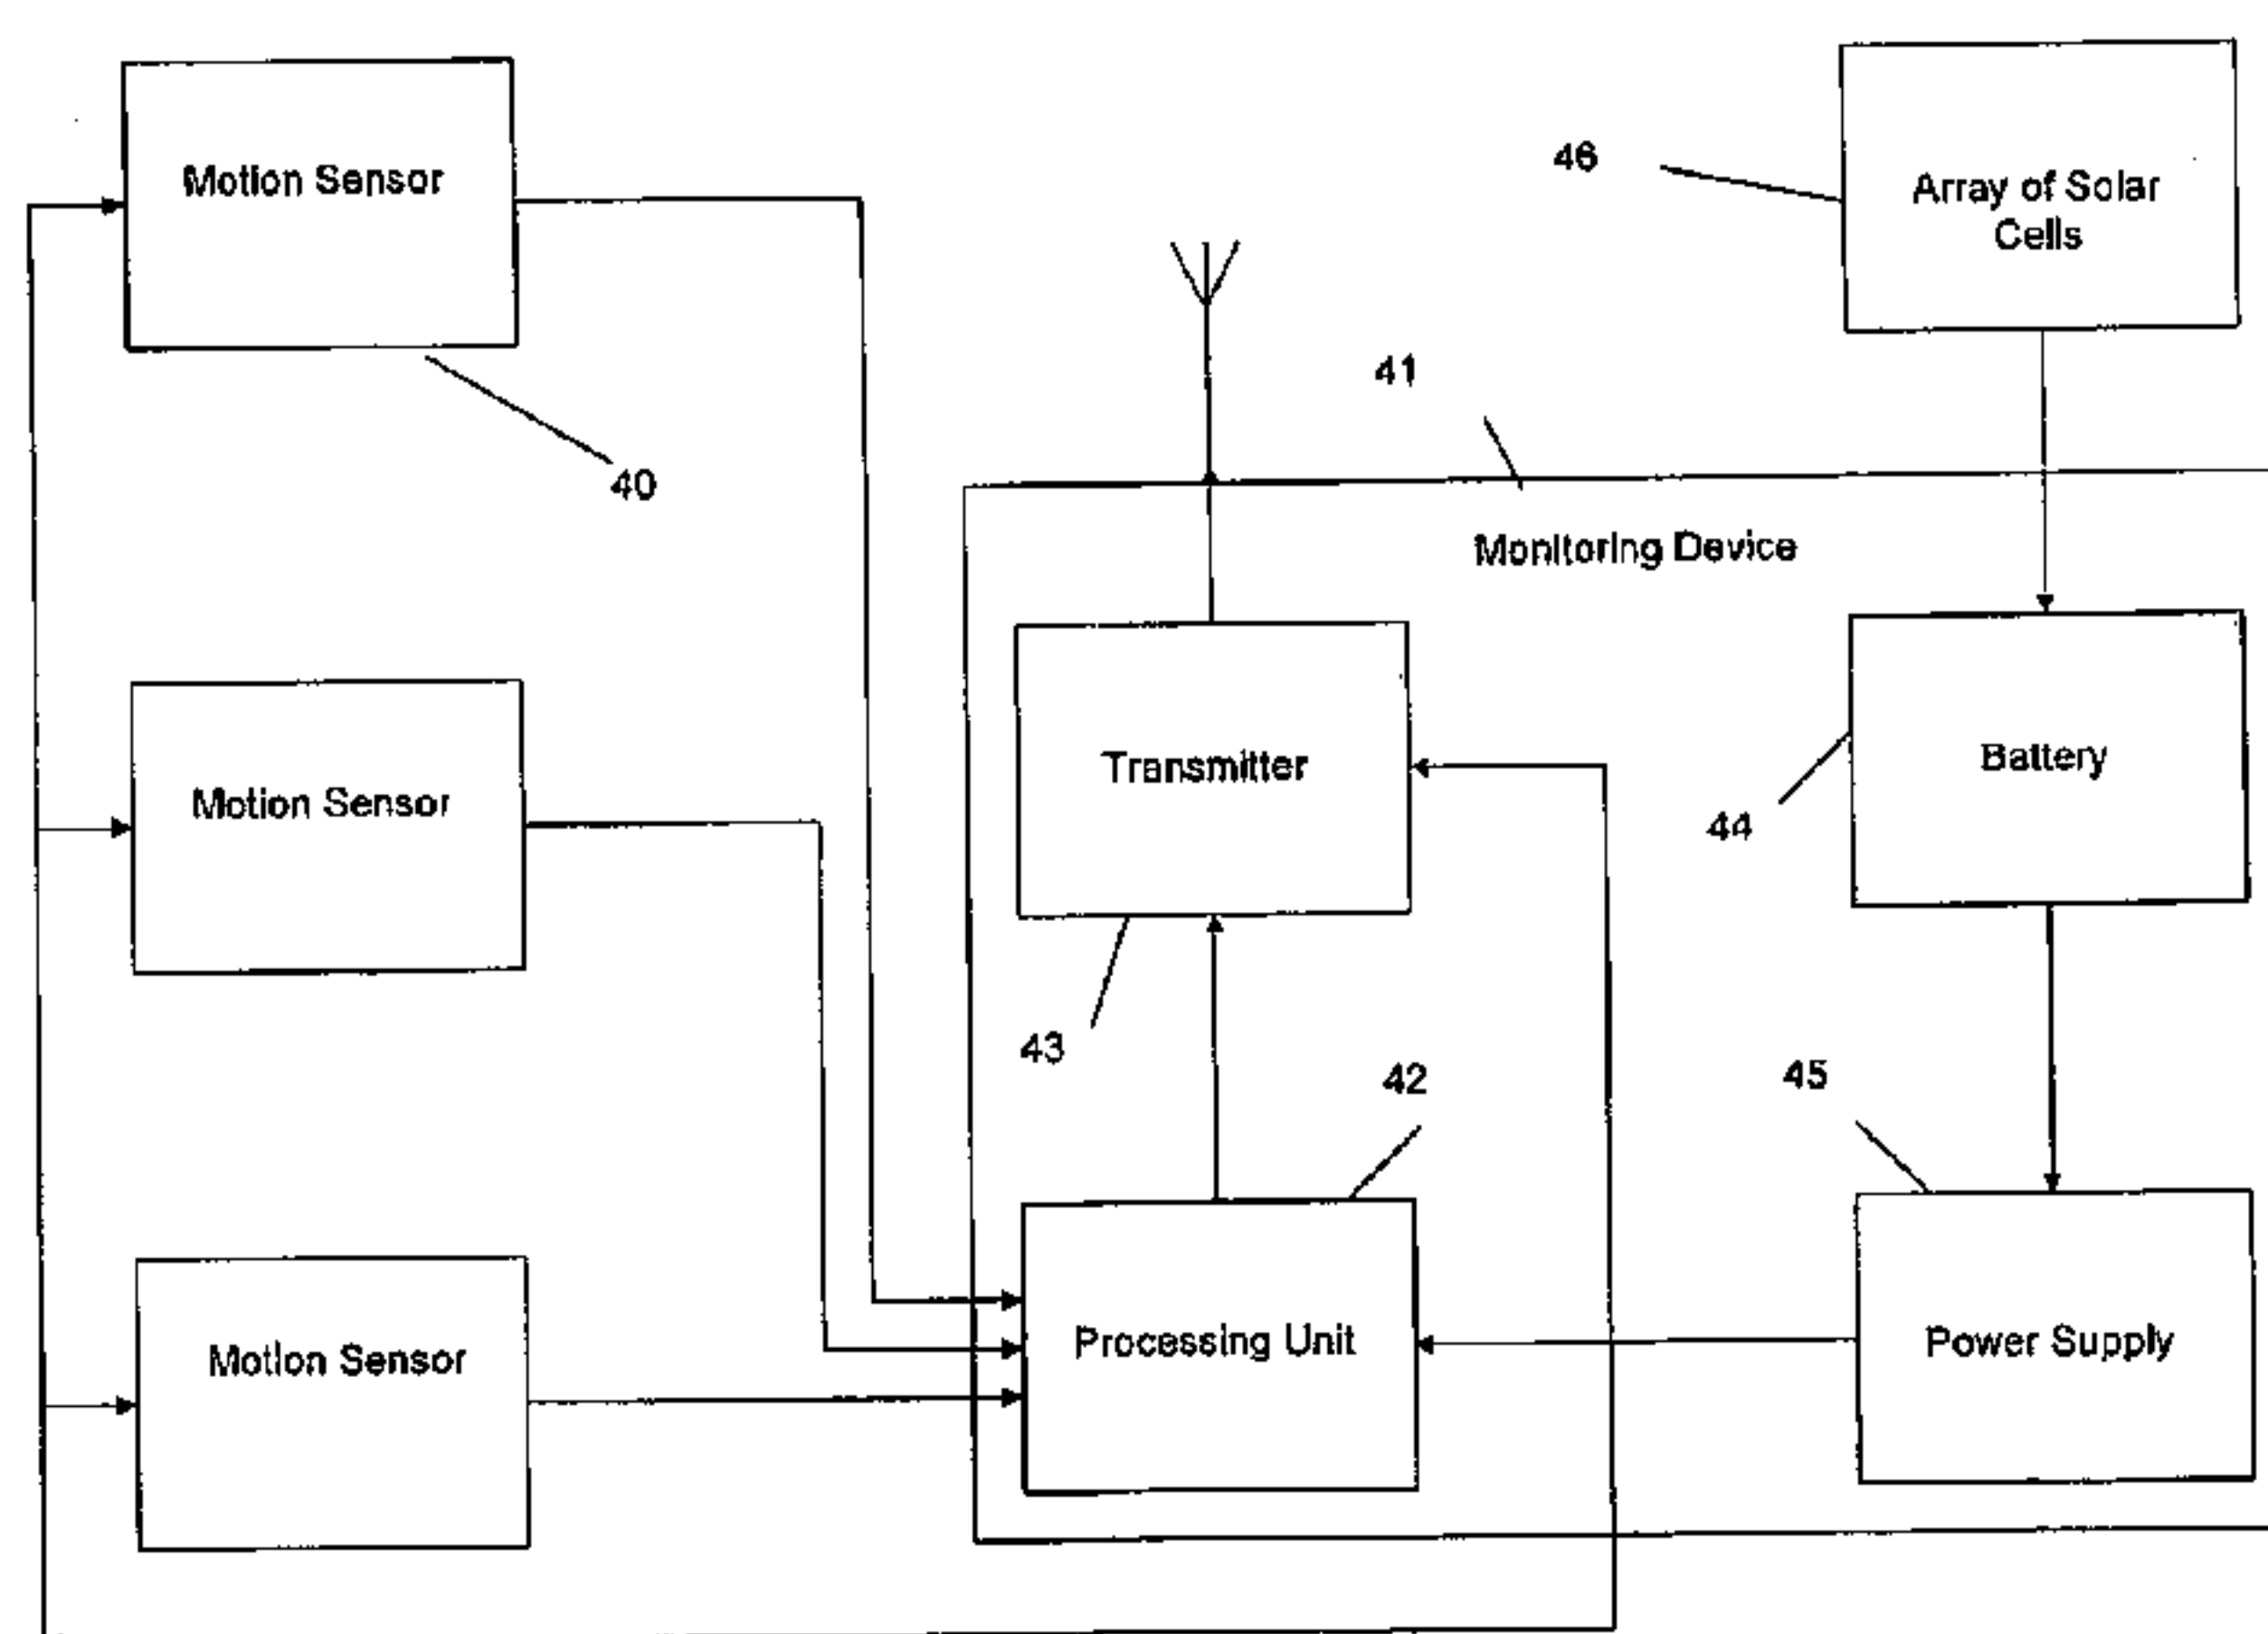 Motion Sensor
46
Array of Solar
Cells
41
40
Monitoring Device
Transmitter
Battery
Motion Sensor
44
43
42
45
Motion Sensor
Processing Unit
Power Supply